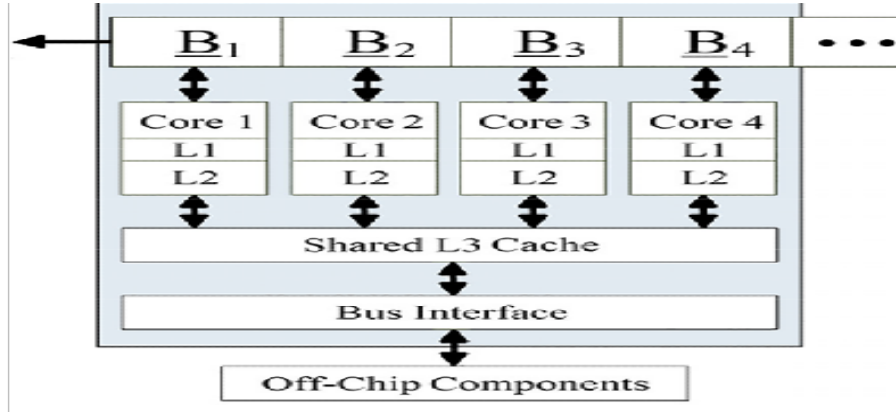 B1 B2 B3 B4 •••
Core 1 Core 2 Core 3 Core 4
L1 L1 L1 L1
L2 L2 L2 L2
Shared L3 Cache
Bus Interface
Off-Chip Components